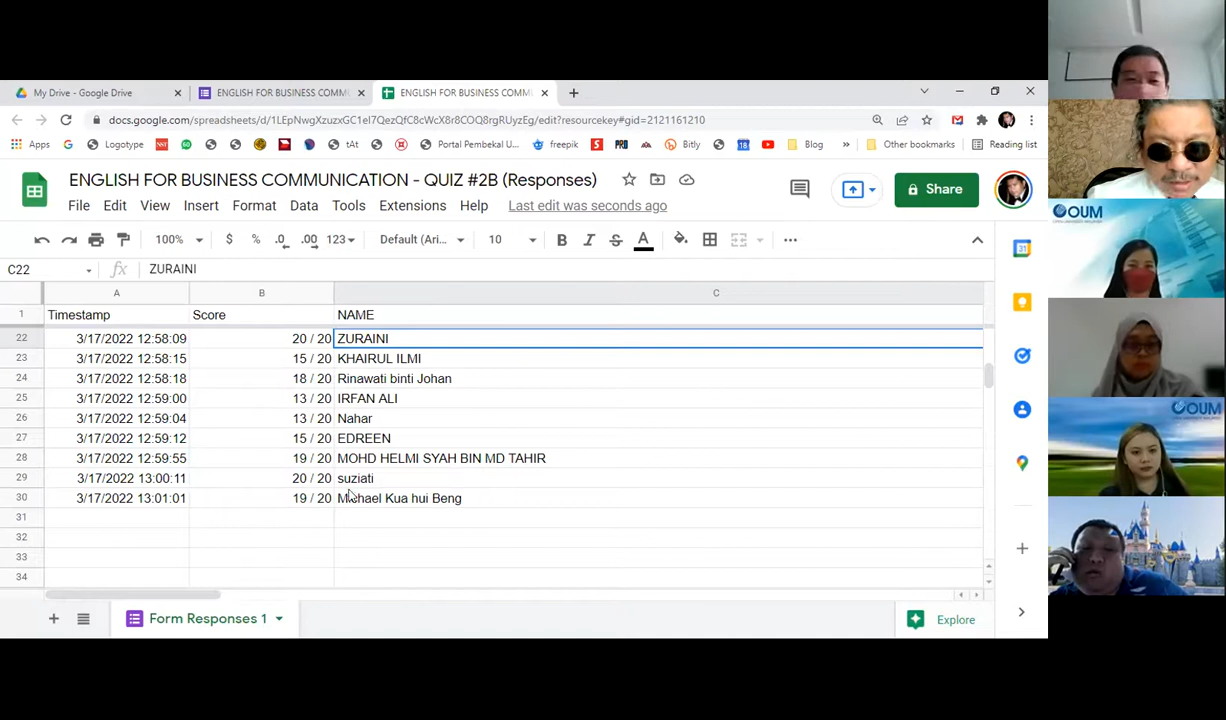 My Drive - Google Drive
ENGLISH FOR BUSINESS COMM
ENGLISH FOR BUSINESS COMM
docs.google.com/spreadsheets/d/1LEpNwgXzuzxGC1el7QezQfC8cWcX8r8COQ8rgRUyzEg/edit?resourcekey#gid=2121161210
Apps Logotype tAt Portal Pembekal U... freepik Bitly Blog Other bookmarks Reading list
ENGLISH FOR BUSINESS COMMUNICATION - QUIZ #2B (Responses)
Share
File Edit View Insert Format Data Tools Extensions Help Last edit was seconds ago
100% $ % .0 .00 123 Default (Ari... 10 B I S A
C22 fx ZURAINI
A B C
1 Timestamp Score NAME
22 3/17/2022 12:58:09 20 / 20 ZURAINI
23 3/17/2022 12:58:15 15 / 20 KHAIRUL ILMI
24 3/17/2022 12:58:18 18 / 20 Rinawati binti Johan
25 3/17/2022 12:59:00 13 / 20 IRFAN ALI
26 3/17/2022 12:59:04 13 / 20 Nahar
27 3/17/2022 12:59:12 15 / 20 EDREEN
28 3/17/2022 12:59:55 19 / 20 MOHD HELMI SYAH BIN MD TAHIR
29 3/17/2022 13:00:11 20 / 20 suziati
30 3/17/2022 13:01:01 19 / 20 Michael Kua hui Beng
31
32
33
34
Form Responses 1
Explore
OUM
OUM